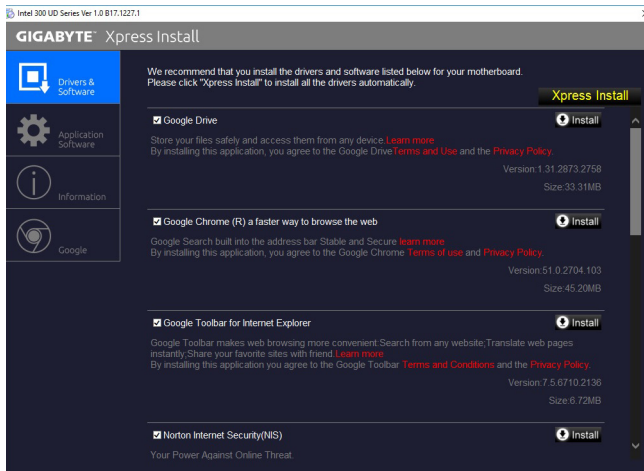 Intel 300 UD Series Ver 1.0 B17.1227.1
GIGABYTE™ Xpress Install
Drivers &
Software
Application
Software
Information
Google
We recommend that you install the drivers and software listed below for your motherboard.
Please click "Xpress Install" to install all the drivers automatically.
Xpress Install
Google Drive
Install
Store your files safely and access them from any device.Learn more
By installing this application, you agree to the Google DriveTerms and Use and the Privacy Policy.
Version:1.31.2873.2758
Size:33.31MB
Google Chrome (R) a faster way to browse the web
Install
Google Search built into the address bar Stable and Secure learn more
By installing this application, you agree to the Google Chrome Terms of use and Privacy Policy.
Version:51.0.2704.103
Size:45.20MB
Google Toolbar for Internet Explorer
Install
Google Toolbar makes web browsing more convenient:Search from any website,Translate web pages
instantly;Share your favorite sites with friend.Learn more
By installing this application you agree to the Google Toolbar Terms and Conditions and the Privacy Policy.
Version:7.5.6710.2136
Size:6.72MB
Norton Internet Security(NIS)
Install
Your Power Against Online Threat.